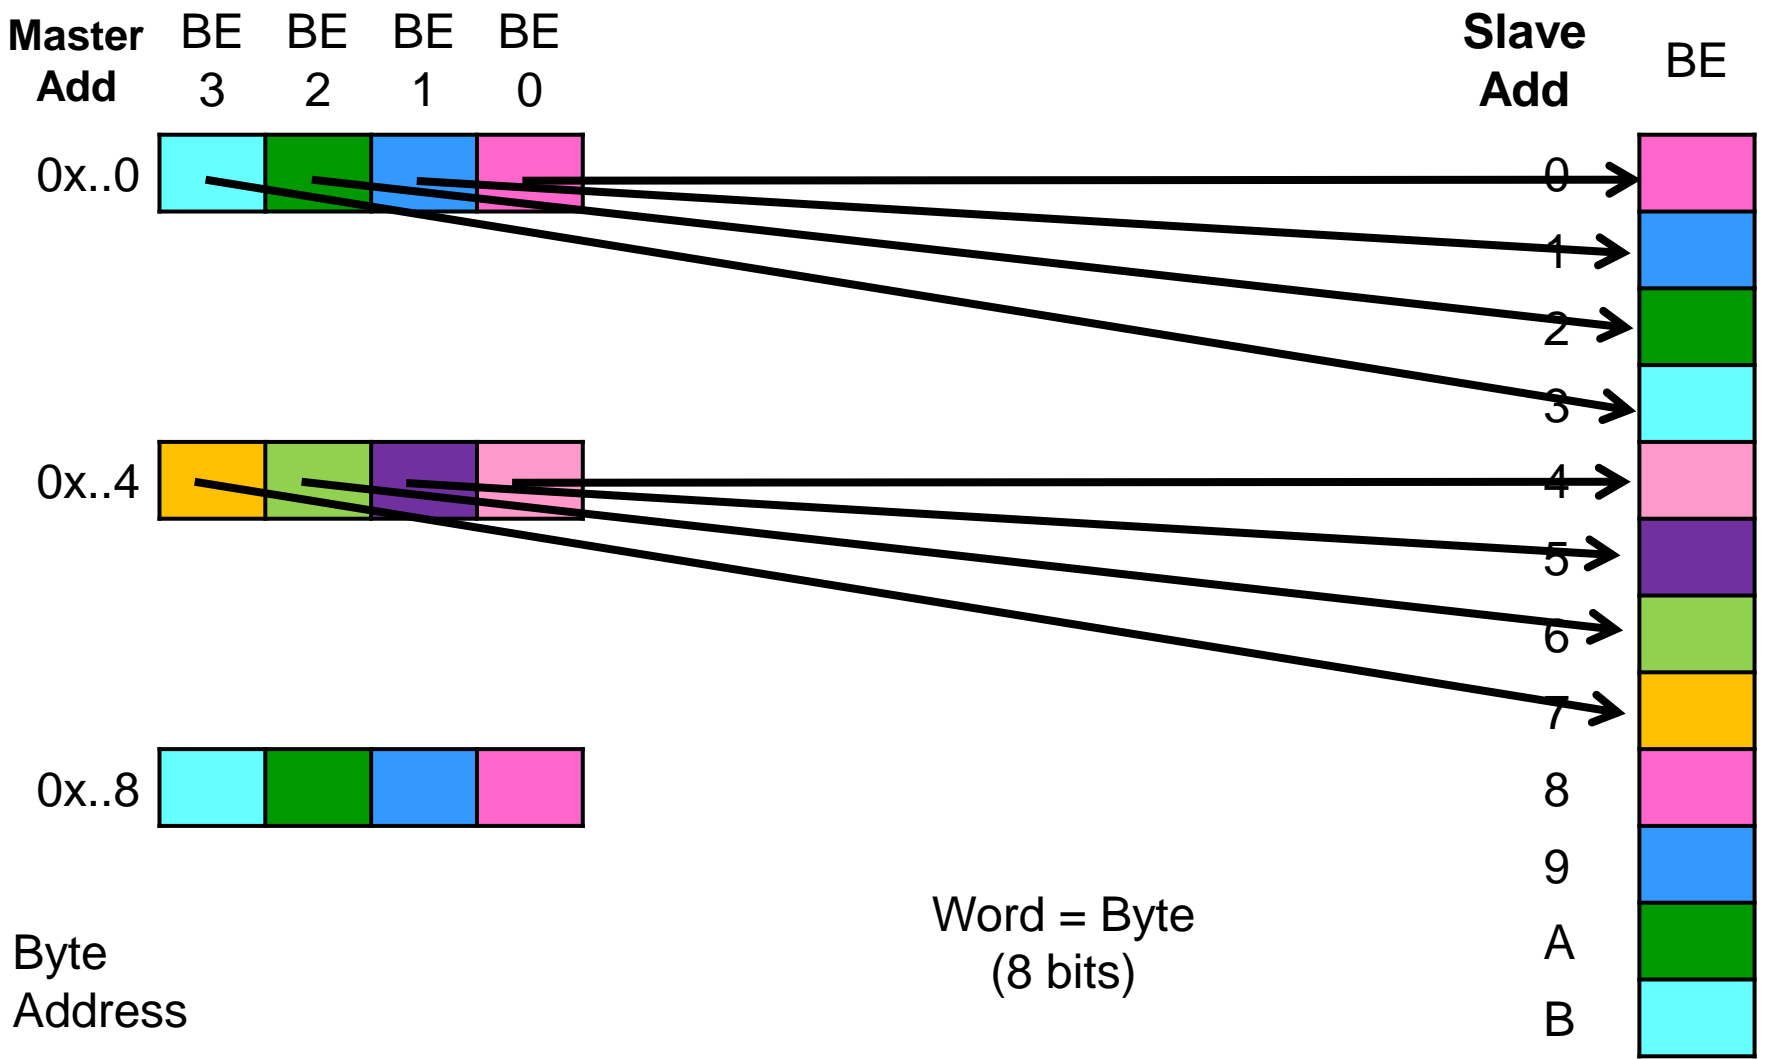 Master Add
BE 3
BE 2
BE 1
BE 0
Slave Add
BE
0x..0
0
1
2
3
0x..4
4
5
6
7
0x..8
8
9
A
B
Word = Byte
(8 bits)
Byte
Address